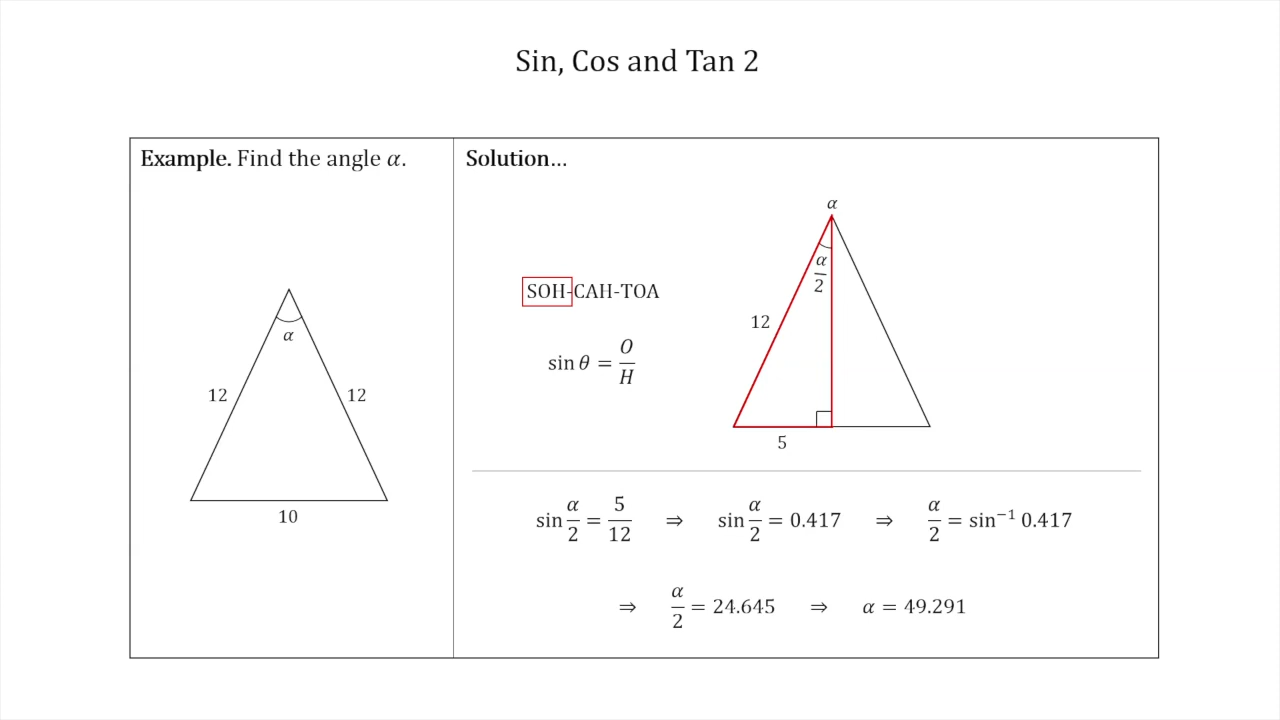 Sin, Cos and Tan 2
Example. Find the angle α.
α
12
12
10
Solution…
α
α/2
SOH-CAH-TOA
12
sin θ = O/H
5
sin α/2 = 5/12 ⇒ sin α/2 = 0.417 ⇒ α/2 = sin⁻¹ 0.417
⇒ α/2 = 24.645 ⇒ α = 49.291